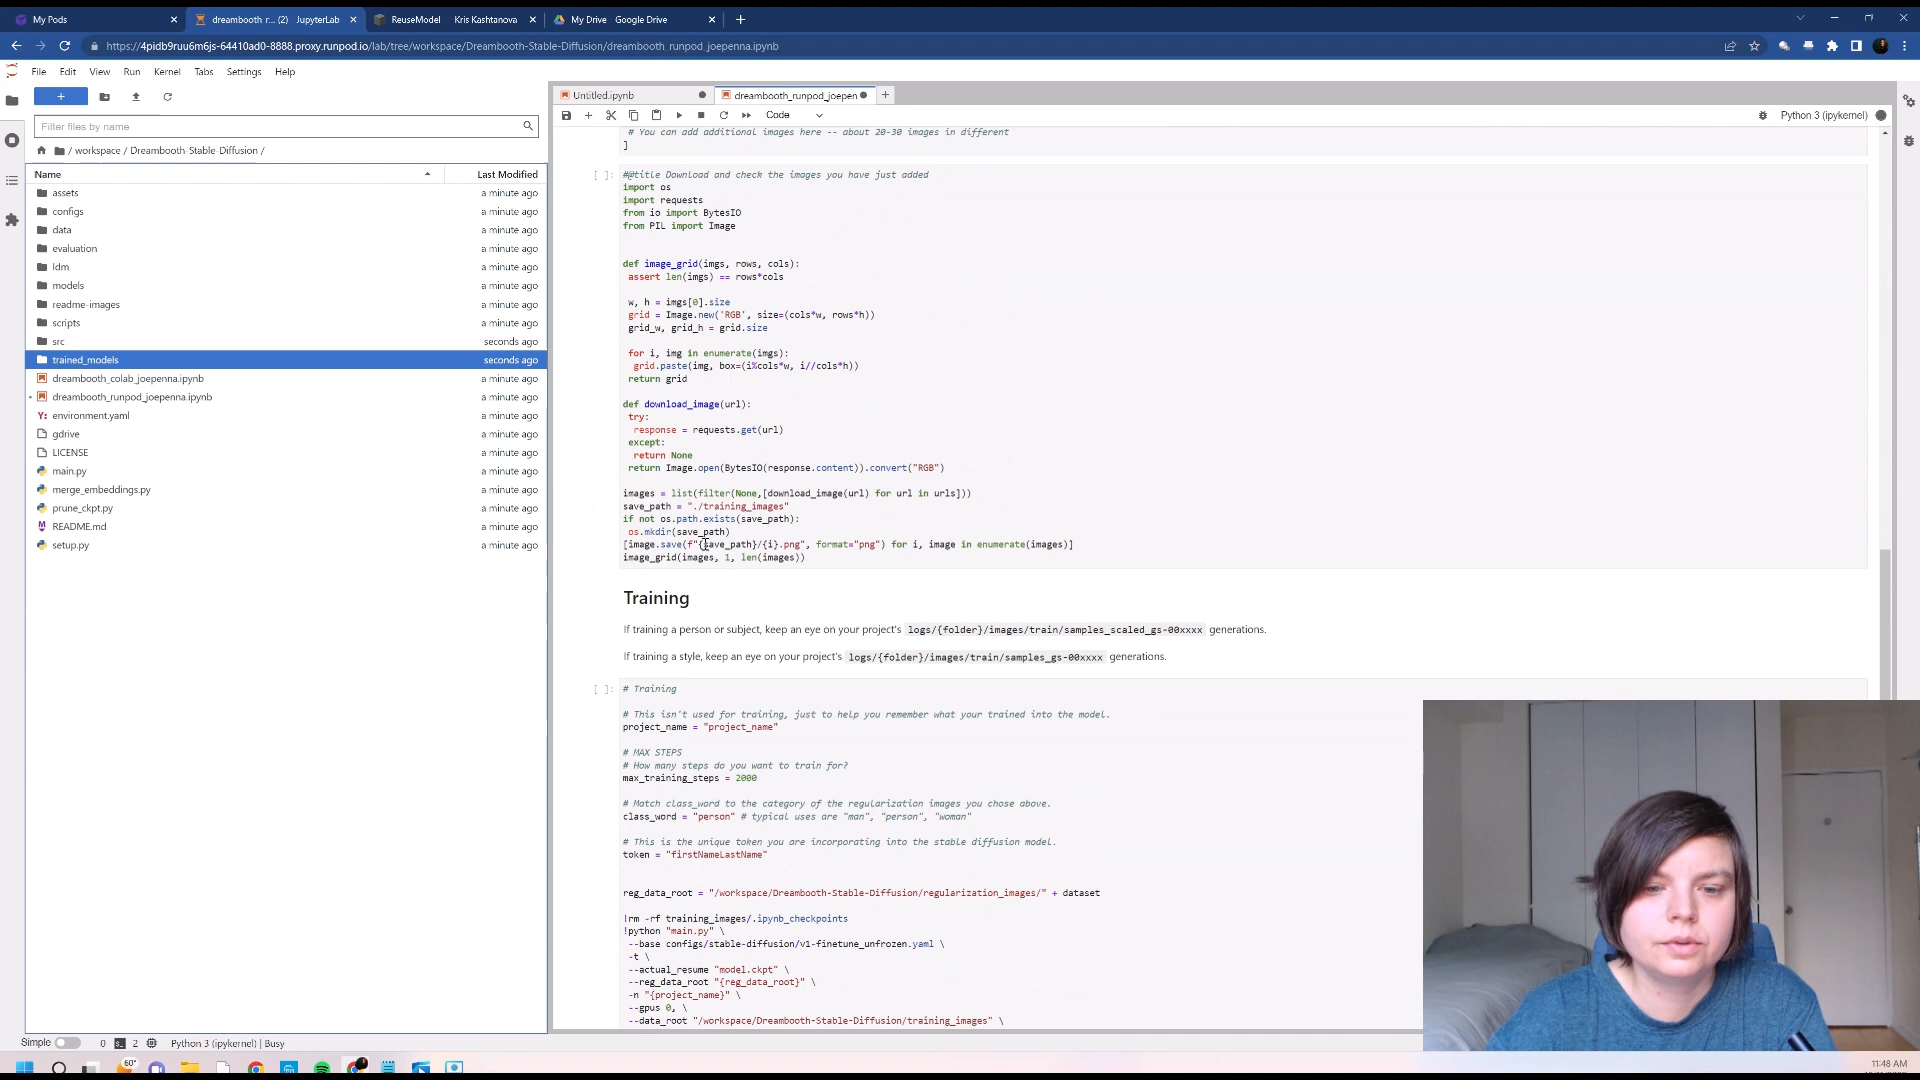 My Pods
dreambooth_r... (2) JupyterLab
ReuseModel Kris Kashtanova
My Drive Google Drive
https://4pidb9ruu6m6js-64410ad0-8888.proxy.runpod.io/lab/tree/workspace/Dreambooth-Stable-Diffusion/dreambooth_runpod_joepenna.ipynb
File Edit View Run Kernel Tabs Settings Help
Untitled.ipynb
dreambooth_runpod_joepen
Code
Python 3 (ipykernel)
Filter files by name
/ workspace / Dreambooth-Stable-Diffusion /
Name Last Modified
assets a minute ago
configs a minute ago
data a minute ago
evaluation a minute ago
ldm a minute ago
models a minute ago
readme-images a minute ago
scripts a minute ago
src seconds ago
trained_models seconds ago
dreambooth_colab_joepenna.ipynb a minute ago
dreambooth_runpod_joepenna.ipynb a minute ago
Y: environment.yaml a minute ago
gdrive a minute ago
LICENSE a minute ago
main.py a minute ago
merge_embeddings.py a minute ago
prune_ckpt.py a minute ago
README.md a minute ago
setup.py a minute ago
# You can add additional images here -- about 20-30 images in different
]
[ ]:
#@title Download and check the images you have just added
import os
import requests
from io import BytesIO
from PIL import Image
def image_grid(imgs, rows, cols):
assert len(imgs) == rows*cols
w, h = imgs[0].size
grid = Image.new('RGB', size=(cols*w, rows*h))
grid_w, grid_h = grid.size
for i, img in enumerate(imgs):
grid.paste(img, box=(i%cols*w, i//cols*h))
return grid
def download_image(url):
try:
response = requests.get(url)
except:
return None
return Image.open(BytesIO(response.content)).convert("RGB")
images = list(filter(None,[download_image(url) for url in urls]))
save_path = "./training_images"
if not os.path.exists(save_path):
os.mkdir(save_path)
[image.save(f"{save_path}/{i}.png", format="png") for i, image in enumerate(images)]
image_grid(images, 1, len(images))
Training
If training a person or subject, keep an eye on your project's logs/{folder}/images/train/samples_scaled_gs-00xxxx generations.
If training a style, keep an eye on your project's logs/{folder}/images/train/samples_gs-00xxxx generations.
[ ]:
# Training
# This isn't used for training, just to help you remember what your trained into the model.
project_name = "project_name"
# MAX STEPS
# How many steps do you want to train for?
max_training_steps = 2000
# Match class_word to the category of the regularization images you chose above.
class_word = "person" # typical uses are "man", "person", "woman"
# This is the unique token you are incorporating into the stable diffusion model.
token = "firstNameLastName"
reg_data_root = "/workspace/Dreambooth-Stable-Diffusion/regularization_images/" + dataset
!rm -rf training_images/.ipynb_checkpoints
!python "main.py" \
--base configs/stable-diffusion/v1-finetune_unfrozen.yaml \
-t \
--actual_resume "model.ckpt" \
--reg_data_root "{reg_data_root}" \
-n "{project_name}" \
--gpus 0, \
--data_root "/workspace/Dreambooth-Stable-Diffusion/training_images" \
Simple 0 2 Python 3 (ipykernel) | Busy
60°
11:48 AM